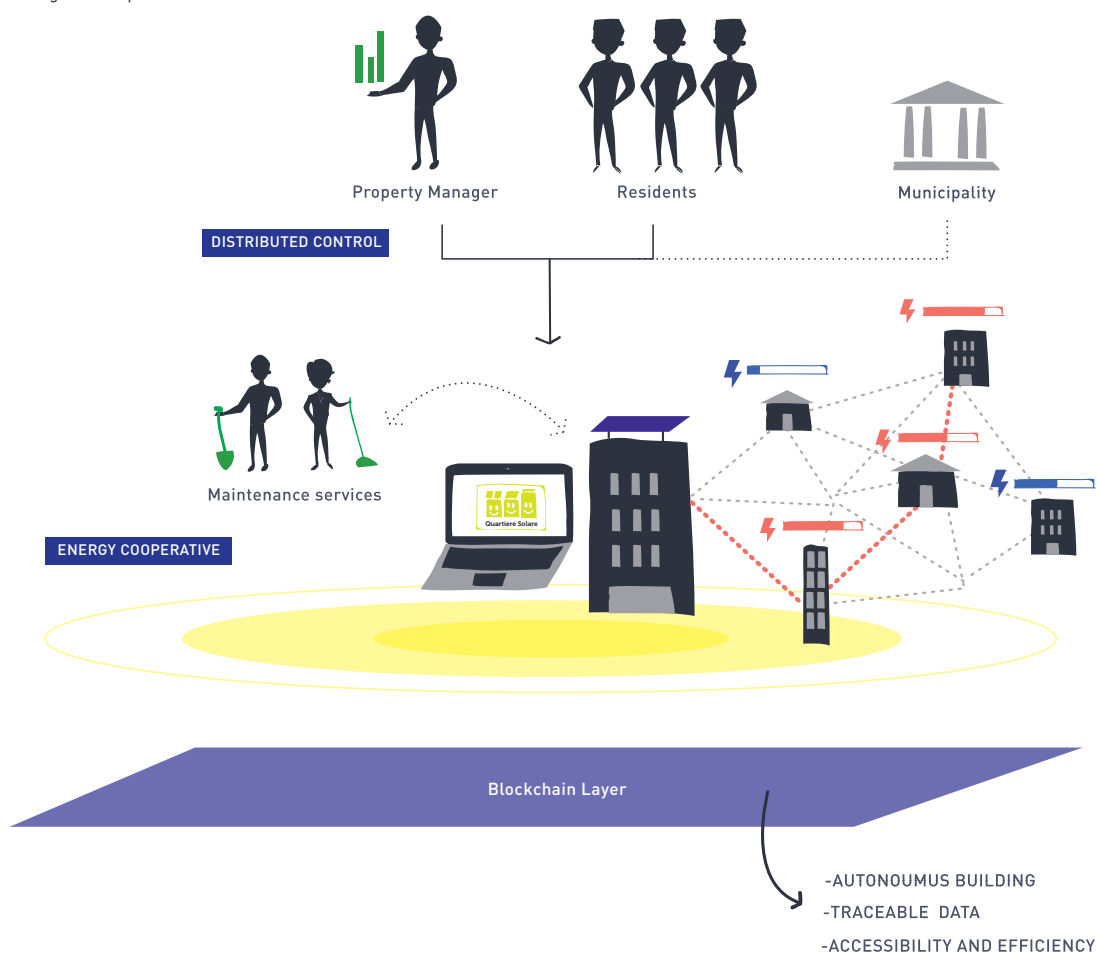 Property Manager
Residents
Municipality
DISTRIBUTED CONTROL
Maintenance services
Quartiere Solare
ENERGY COOPERATIVE
Blockchain Layer
-AUTONOUMUS BUILDING
-TRACEABLE DATA
-ACCESSIBILITY AND EFFICIENCY